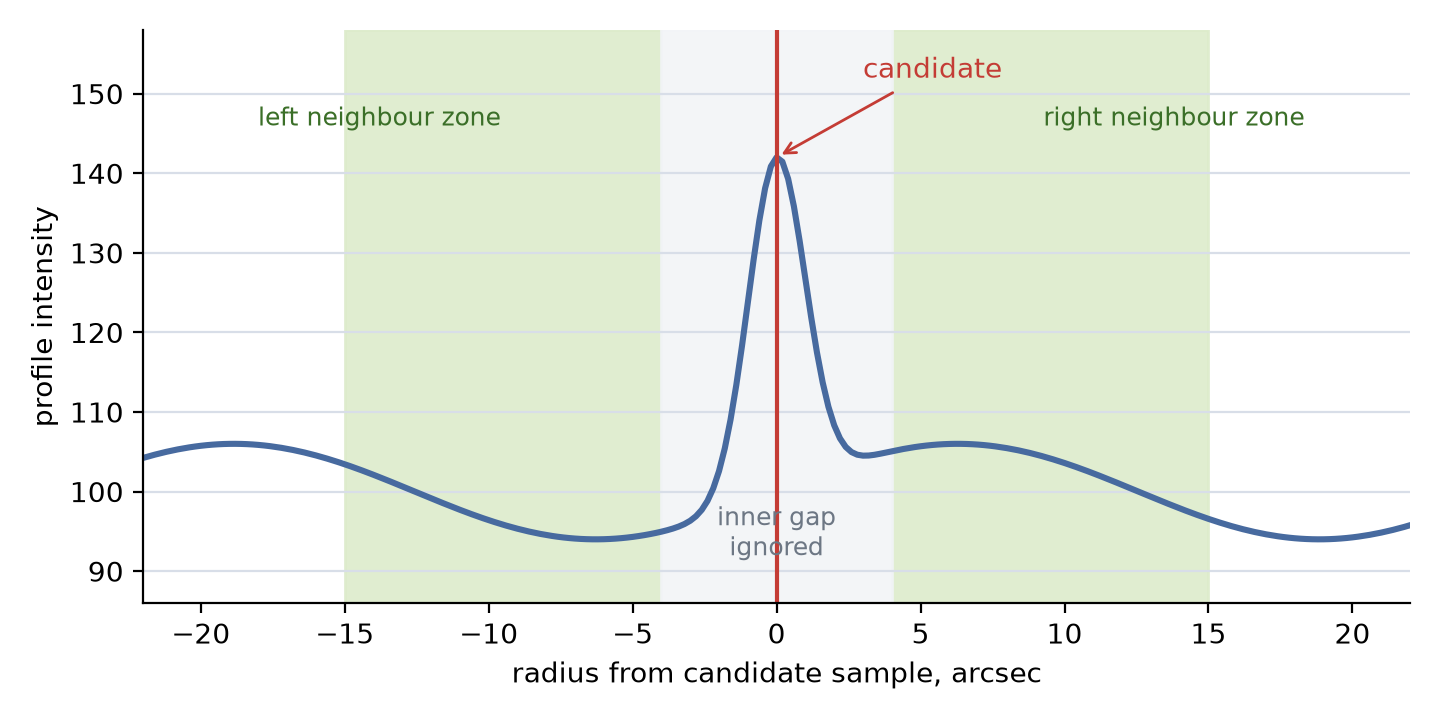 candidate
left neighbour zone
right neighbour zone
inner gap
ignored
profile intensity
150
140
130
120
110
100
90
−20
−15
−10
−5
0
5
10
15
20
radius from candidate sample, arcsec